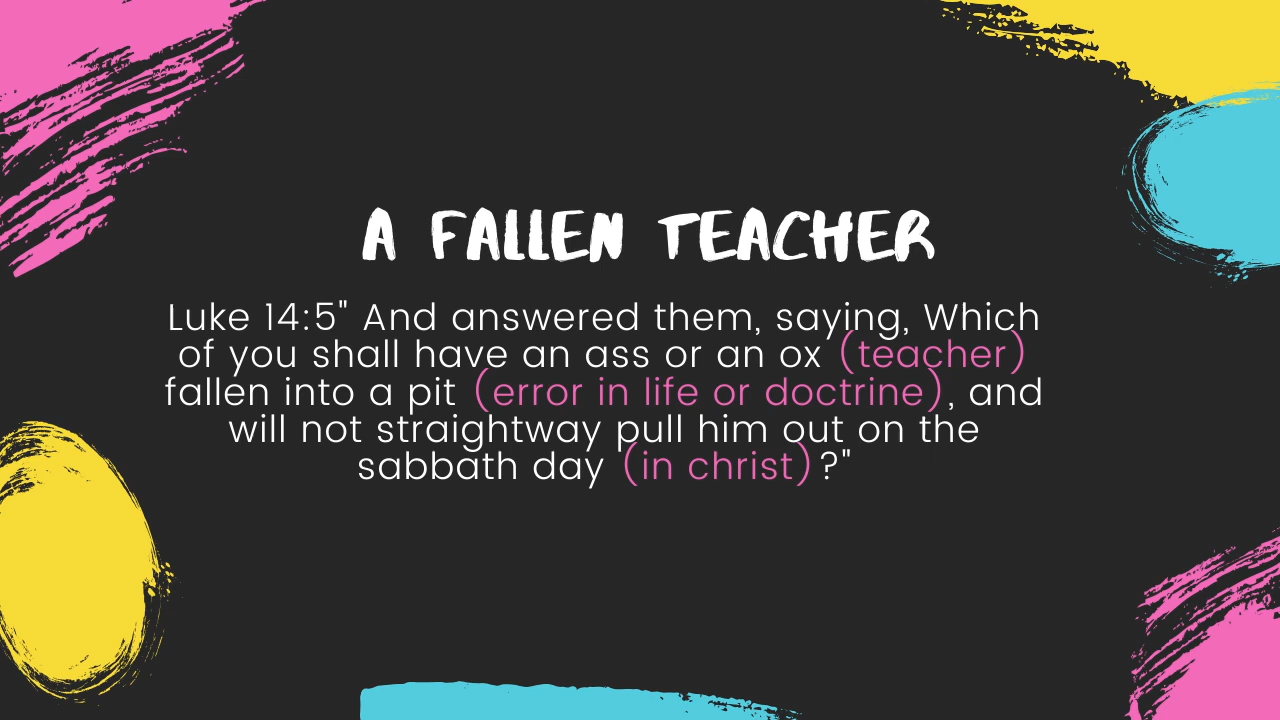 A FALLEN TEACHER
Luke 14:5" And answered them, saying, Which
of you shall have an ass or an ox (teacher)
fallen into a pit (error in life or doctrine), and
will not straightway pull him out on the
sabbath day (in christ)?"